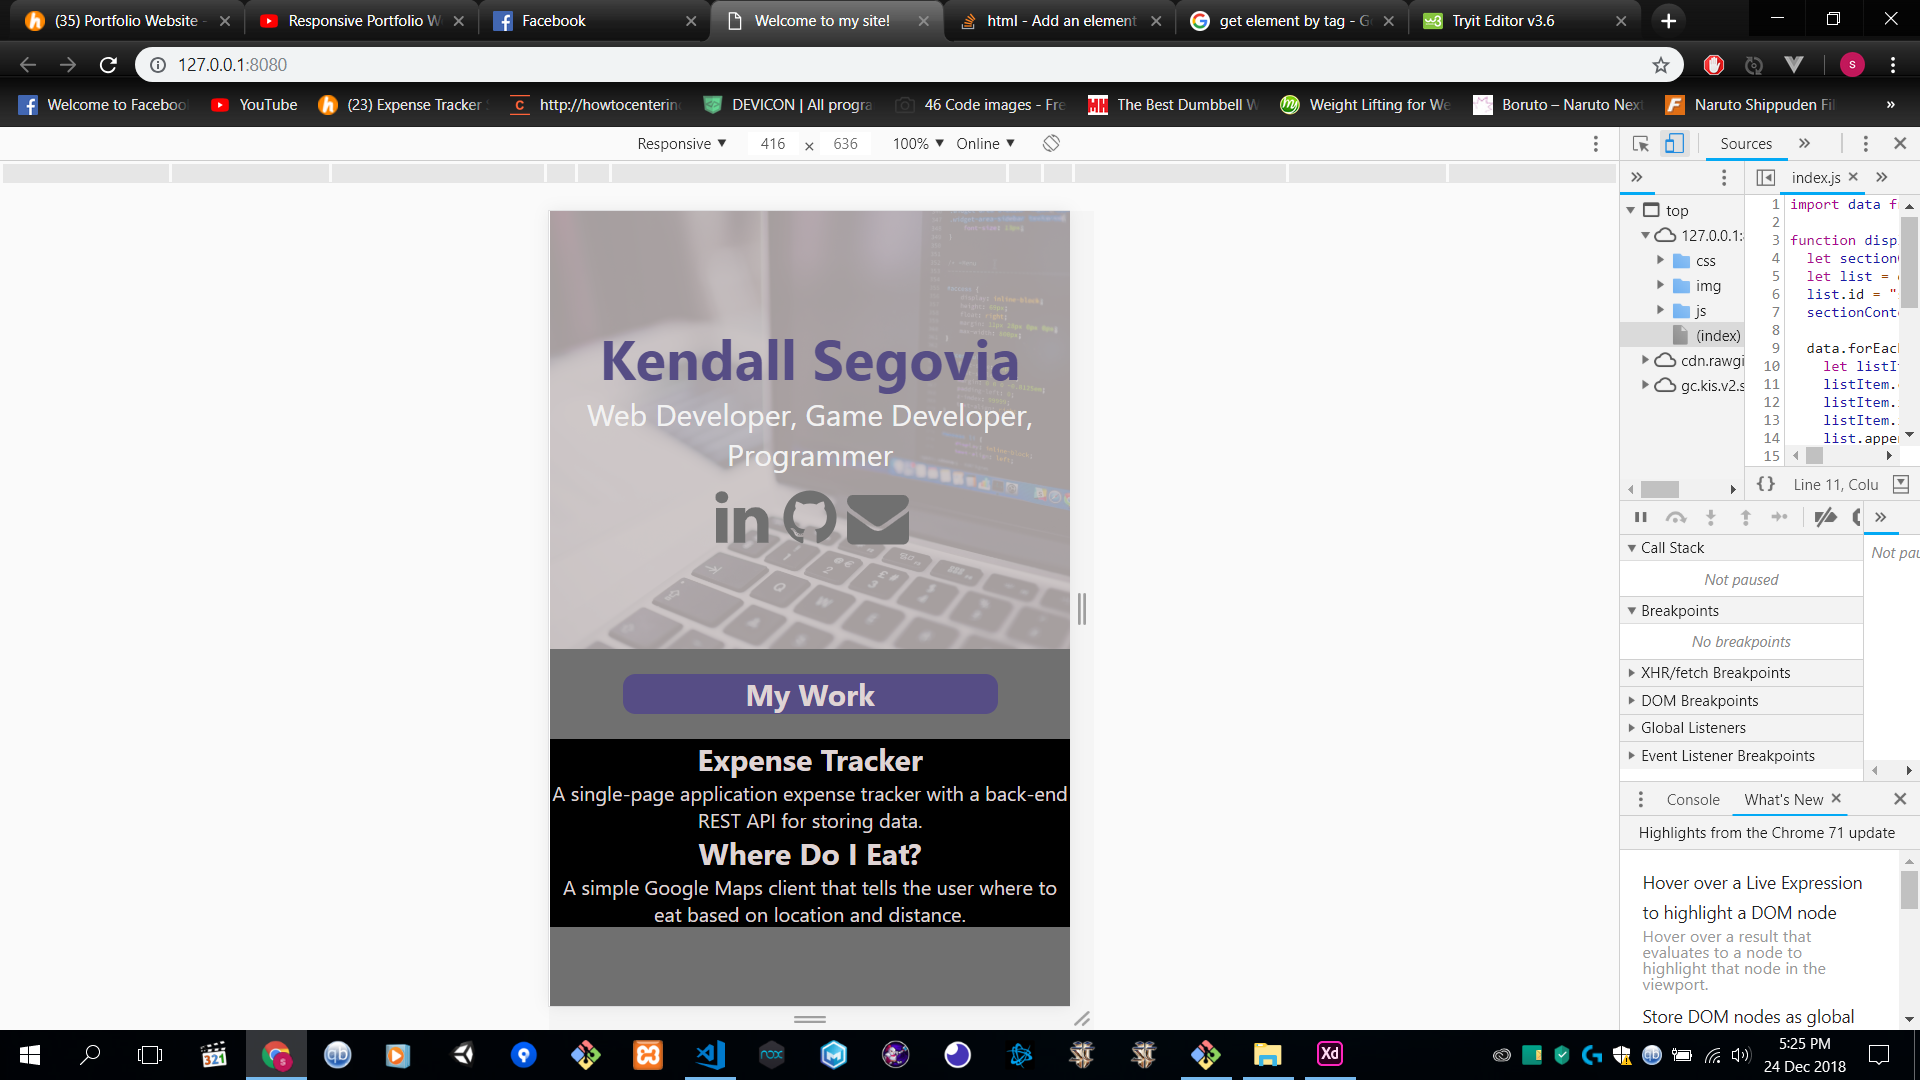 (35) Portfolio Website -
Responsive Portfolio W
Facebook
Welcome to my site!
html - Add an element
get element by tag - G
Tryit Editor v3.6
127.0.0.1:8080
S
Welcome to Faceboo
YouTube
(23) Expense Tracker
http://howtocenterin
DEVICON | All progra
46 Code images - Fre
The Best Dumbbell W
Weight Lifting for We
Boruto – Naruto Nex
Naruto Shippuden Fil
»
Responsive ▼ 416 × 636 100% ▼ Online ▼
Sources »
» index.js × »
top
127.0.0.1:
css
img
js
(index)
cdn.rawgi
gc.kis.v2.s
1 import data f
2
3 function disp
4 let section
5 let list =
6 list.id = "
7 sectionCont
8
9 data.forEac
10 let listI
11 listItem.
12 listItem.
13 listItem.
14 list.appe
15
{} Line 11, Colu
Kendall Segovia
Web Developer, Game Developer,
Programmer
in
My Work
Expense Tracker
A single-page application expense tracker with a back-end
REST API for storing data.
Where Do I Eat?
A simple Google Maps client that tells the user where to
eat based on location and distance.
»
Call Stack
Not paused
Not pau
Breakpoints
No breakpoints
XHR/fetch Breakpoints
DOM Breakpoints
Global Listeners
Event Listener Breakpoints
Console What's New ×
Highlights from the Chrome 71 update
Hover over a Live Expression
to highlight a DOM node
Hover over a result that
evaluates to a node to
highlight that node in the
viewport.
Store DOM nodes as global
321
qb
nox
Xd
qb
5:25 PM
24 Dec 2018